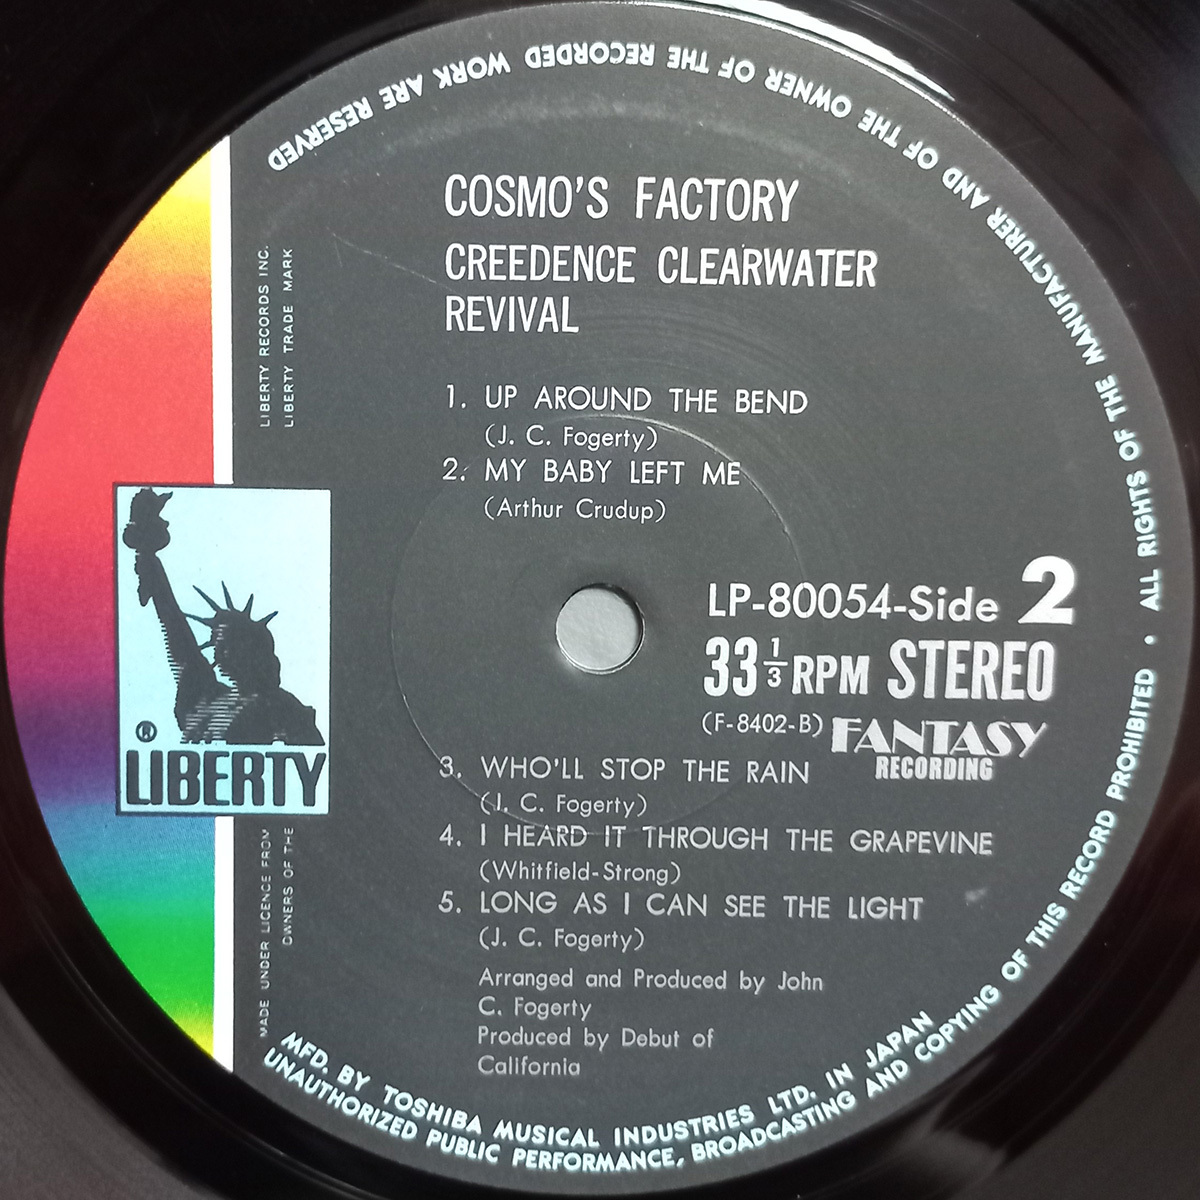 COSMO'S FACTORY
CREEDENCE CLEARWATER
REVIVAL
1. UP AROUND THE BEND
(J. C. Fogerty)
2. MY BABY LEFT ME
(Arthur Crudup)
LP-80054-Side 2
33 1/3 RPM STEREO
(F-8402-B) FANTASY
RECORDING
3. WHO'LL STOP THE RAIN
(J. C. Fogerty)
4. I HEARD IT THROUGH THE GRAPEVINE
(Whitfield-Strong)
5. LONG AS I CAN SEE THE LIGHT
(J. C. Fogerty)
Arranged and Produced by John
C. Fogerty
Produced by Debut of
California
® LIBERTY
MADE UNDER LICENCE FROM LIBERTY RECORDS INC.
OWNERS OF THE LIBERTY TRADE MARK
MFD. BY TOSHIBA MUSICAL INDUSTRIES LTD. IN JAPAN
UNAUTHORIZED PUBLIC PERFORMANCE, BROADCASTING AND COPYING OF THIS RECORD PROHIBITED • ALL RIGHTS OF THE MANUFACTURER AND OF THE OWNER OF THE RECORDED WORK ARE RESERVED